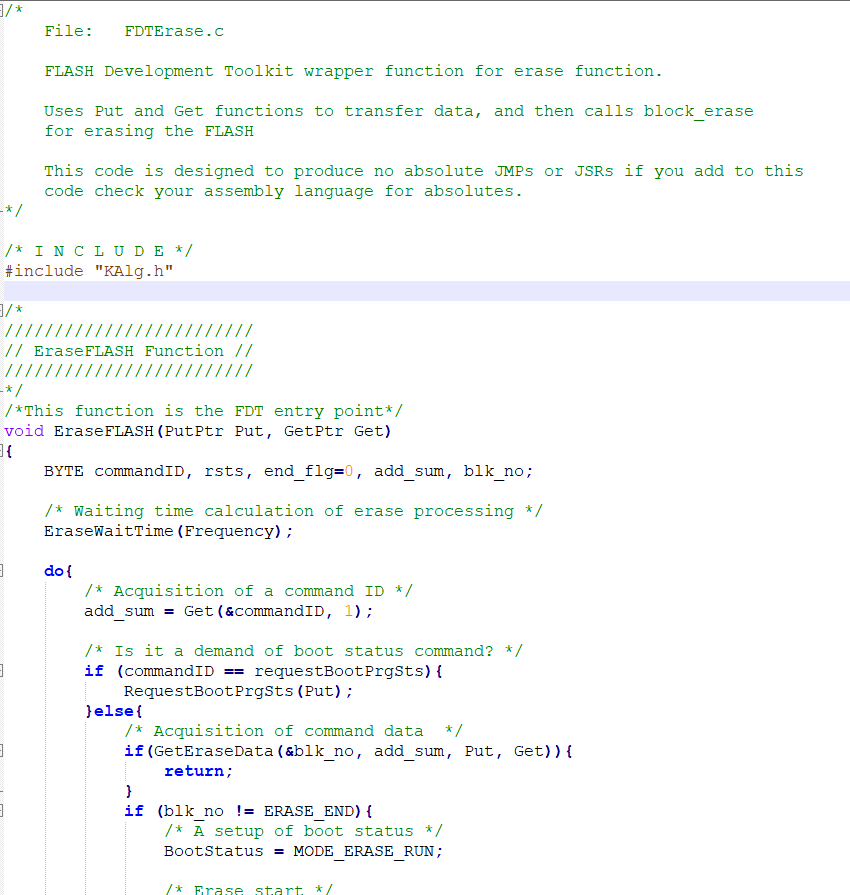 /*
    File:   FDTErase.c

    FLASH Development Toolkit wrapper function for erase function.

    Uses Put and Get functions to transfer data, and then calls block_erase
    for erasing the FLASH

    This code is designed to produce no absolute JMPs or JSRs if you add to this
    code check your assembly language for absolutes.
*/

/* I N C L U D E */
#include "KAlg.h"

/*
/////////////////////////
// EraseFLASH Function //
/////////////////////////
*/
/*This function is the FDT entry point*/
void EraseFLASH(PutPtr Put, GetPtr Get)
{
    BYTE commandID, rsts, end_flg=0, add_sum, blk_no;

    /* Waiting time calculation of erase processing */
    EraseWaitTime(Frequency);

    do{
        /* Acquisition of a command ID */
        add_sum = Get(&commandID, 1);

        /* Is it a demand of boot status command? */
        if (commandID == requestBootPrgSts){
            RequestBootPrgSts(Put);
        }else{
            /* Acquisition of command data  */
            if(GetEraseData(&blk_no, add_sum, Put, Get)){
                return;
            }
            if (blk_no != ERASE_END){
                /* A setup of boot status */
                BootStatus = MODE_ERASE_RUN;

                /* Erase start */